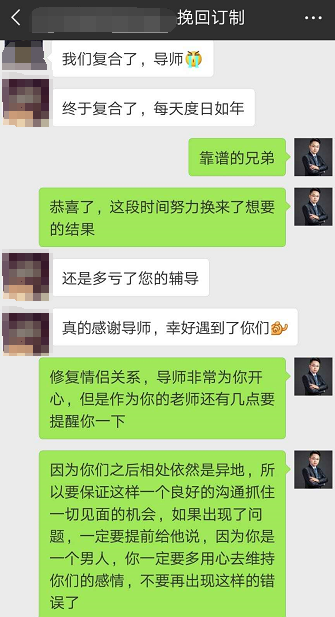 挽回订制
我们复合了，导师😭
终于复合了，每天度日如年
靠谱的兄弟
恭喜了，这段时间努力换来了想要
的结果
还是多亏了您的辅导
真的感谢导师，幸好遇到了你们
修复情侣关系，导师非常为你开
心，但是作为你的老师还有几点要
提醒你一下
因为你们之后相处依然是异地，所
以要保证这样一个良好的沟通抓住
一切见面的机会，如果出现了问
题，一定要提前给他说，因为你是
一个男人，你一定要多用心去维持
你们的感情，不要再出现这样的错
误了